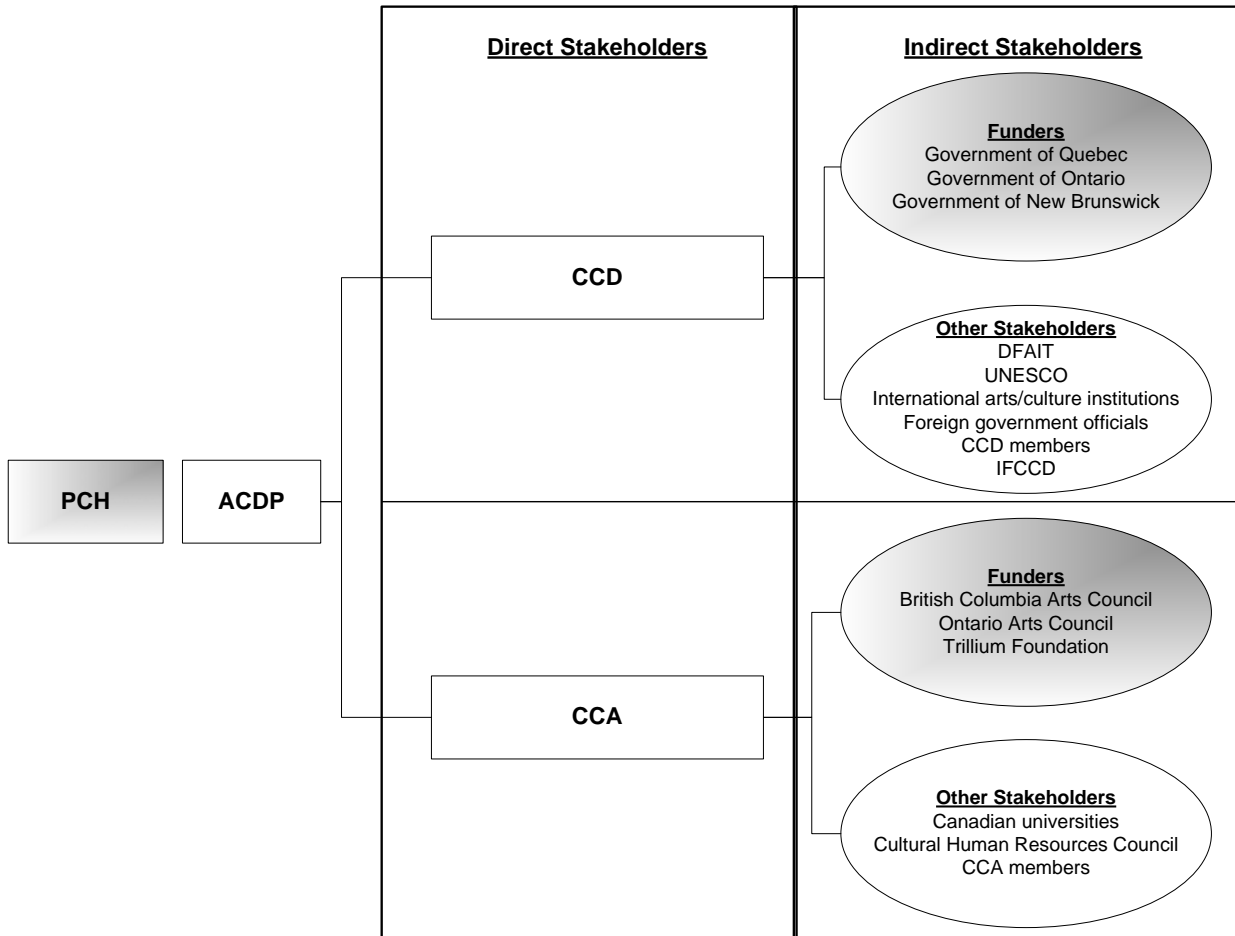 Direct Stakeholders
Indirect Stakeholders
Funders
Government of Quebec
Government of Ontario
Government of New Brunswick
CCD
Other Stakeholders
DFAIT
UNESCO
International arts/culture institutions
Foreign government officials
CCD members
IFCCD
PCH
ACDP
Funders
British Columbia Arts Council
Ontario Arts Council
Trillium Foundation
CCA
Other Stakeholders
Canadian universities
Cultural Human Resources Council
CCA members